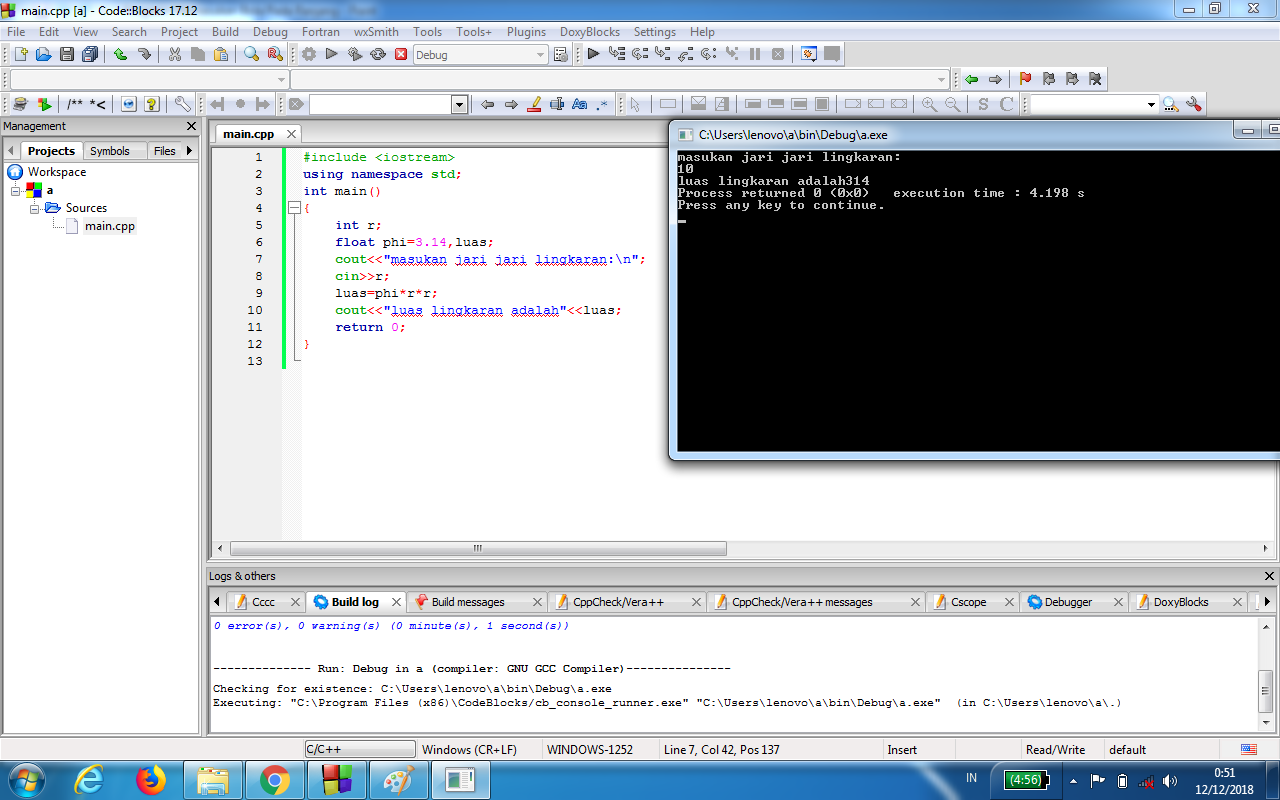 main.cpp [a] - Code::Blocks 17.12
File Edit View Search Project Build Debug Fortran wxSmith Tools Tools+ Plugins DoxyBlocks Settings Help
Debug
/** *<
Aa .*
S C
Management
Projects Symbols Files
Workspace
a
Sources
main.cpp
main.cpp
1 #include <iostream>
2 using namespace std;
3 int main()
4 {
5 int r;
6 float phi=3.14,luas;
7 cout<<"masukan jari jari lingkaran:\n";
8 cin>>r;
9 luas=phi*r*r;
10 cout<<"luas lingkaran adalah"<<luas;
11 return 0;
12 }
13
C:\Users\lenovo\a\bin\Debug\a.exe
masukan jari jari lingkaran:
10
luas lingkaran adalah314
Process returned 0 (0x0) execution time : 4.198 s
Press any key to continue.
Logs & others
Cccc Build log Build messages CppCheck/Vera++ CppCheck/Vera++ messages Cscope Debugger DoxyBlocks
0 error(s), 0 warning(s) (0 minute(s), 1 second(s))
-------------- Run: Debug in a (compiler: GNU GCC Compiler)---------------
Checking for existence: C:\Users\lenovo\a\bin\Debug\a.exe
Executing: "C:\Program Files (x86)\CodeBlocks/cb_console_runner.exe" "C:\Users\lenovo\a\bin\Debug\a.exe"  (in C:\Users\lenovo\a\.)
C/C++ Windows (CR+LF) WINDOWS-1252 Line 7, Col 42, Pos 137 Insert Read/Write default
IN (4:56) 0:51
12/12/2018